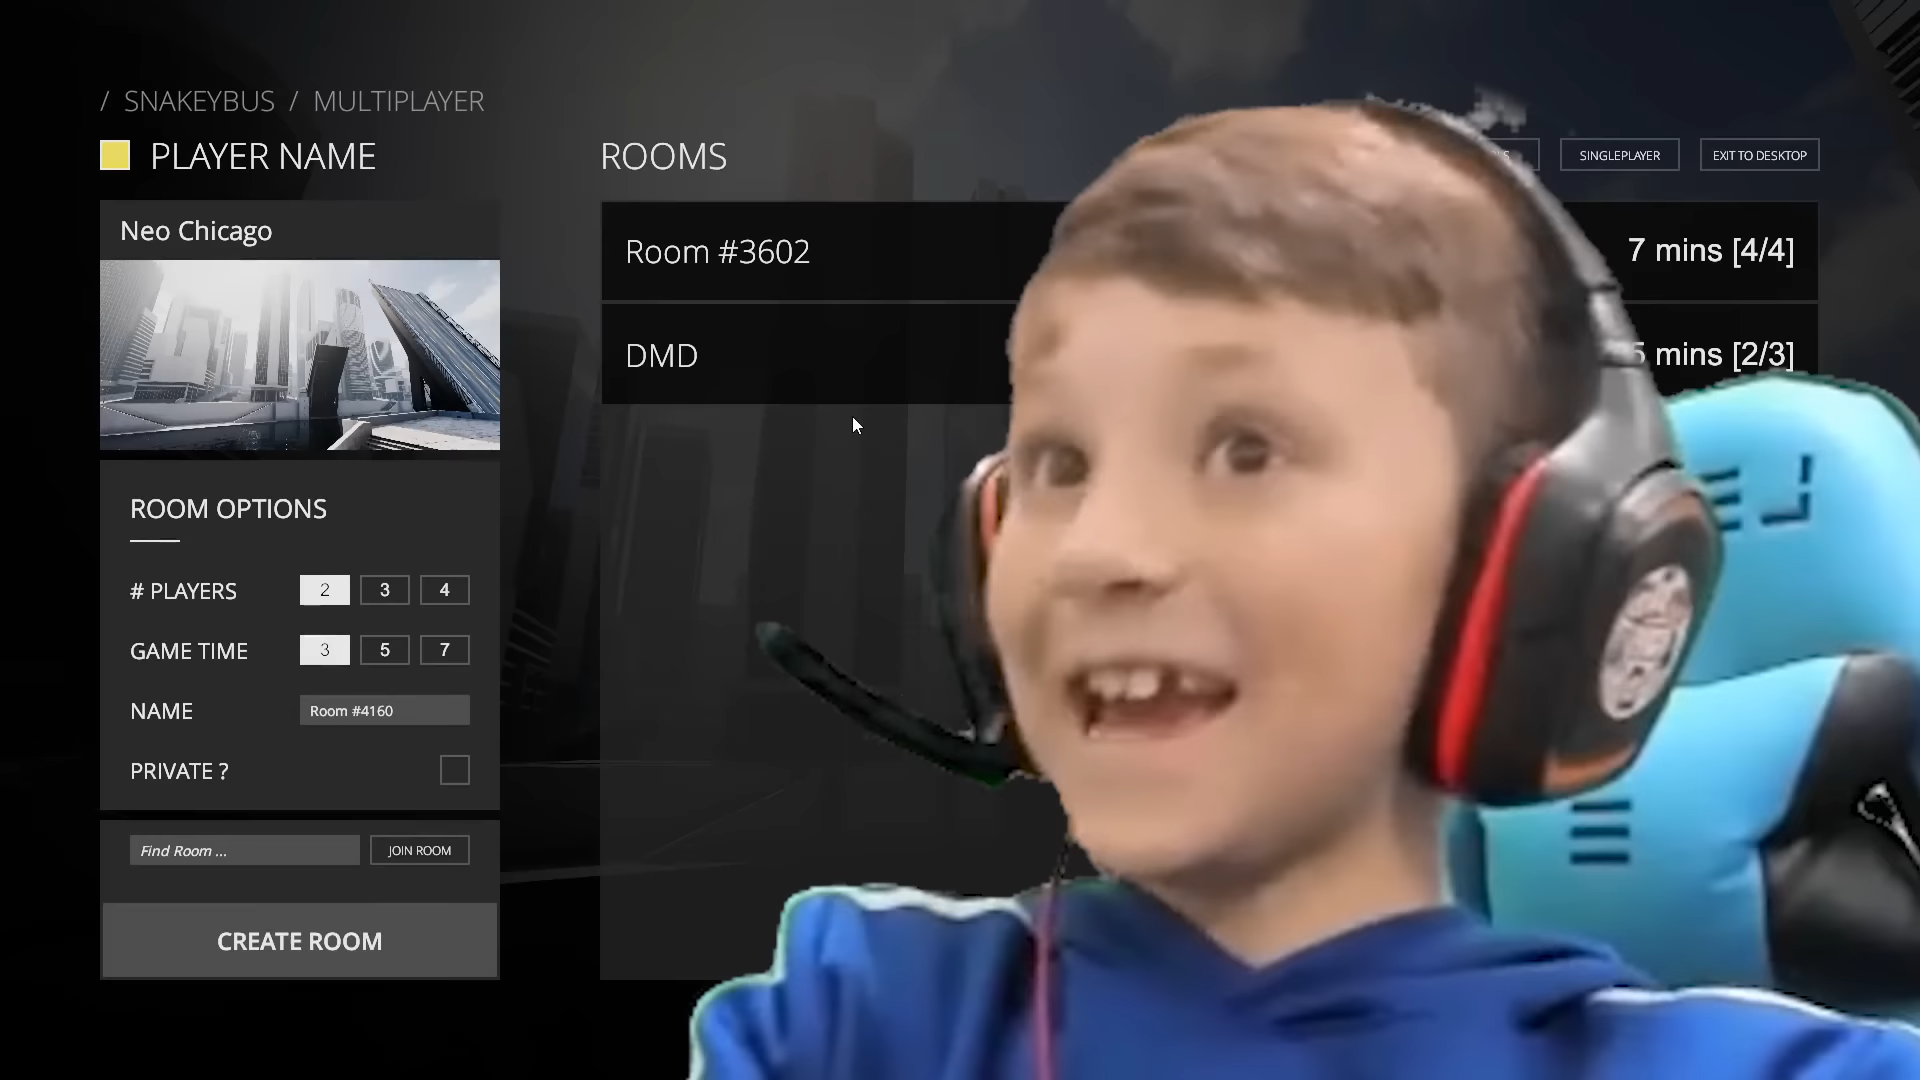 / SNAKEYBUS / MULTIPLAYER
PLAYER NAME
Neo Chicago
ROOM OPTIONS
# PLAYERS 2 3 4
GAME TIME 3 5 7
NAME Room #4160
PRIVATE ?
Find Room ... JOIN ROOM
CREATE ROOM
ROOMS
SINGLEPLAYER EXIT TO DESKTOP
Room #3602 7 mins [4/4]
DMD 5 mins [2/3]